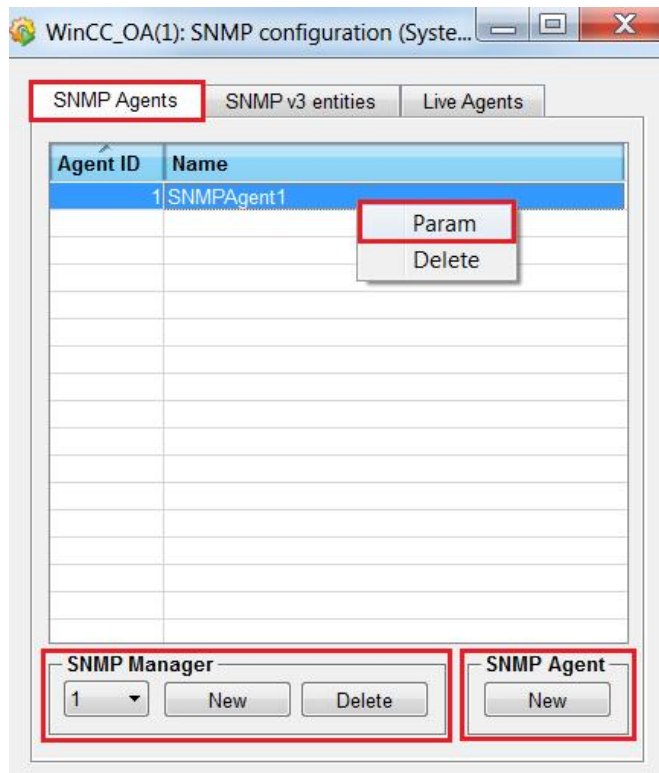 WinCC_OA(1): SNMP configuration (Syste...
SNMP Agents SNMP v3 entities Live Agents
Agent ID Name
1 SNMPAgent1
Param
Delete
SNMP Manager SNMP Agent
1 New Delete New